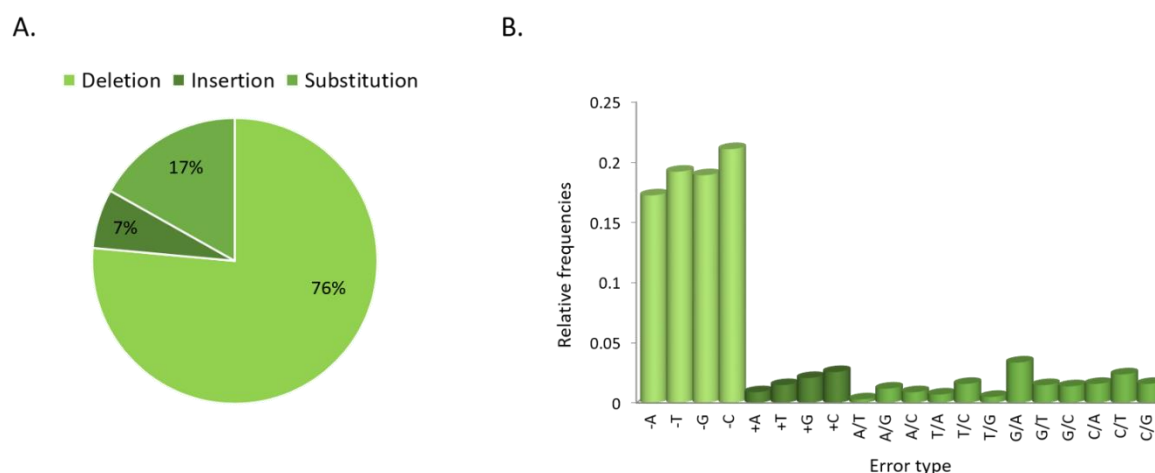 A.
Deletion Insertion Substitution
17%
7%
76%
B.
Relative frequencies
0.25
0.2
0.15
0.1
0.05
0
-A -T -G -C +A +T +G +C A/T A/G A/C T/A T/C T/G G/A G/T G/C C/A C/T C/G
Error type